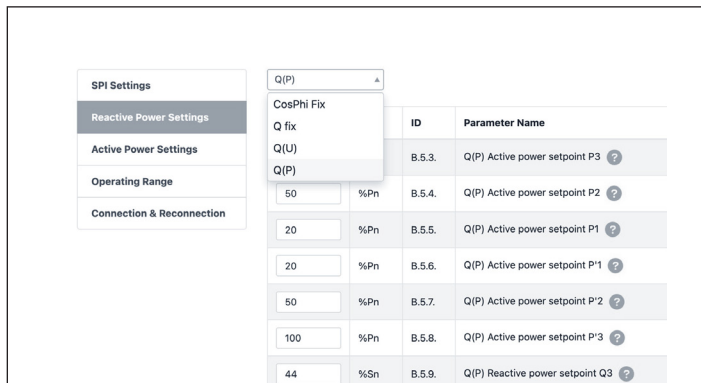 SPI Settings
Reactive Power Settings
Active Power Settings
Operating Range
Connection & Reconnection
Q(P)
CosPhi Fix
Q fix
Q(U)
Q(P)
ID Parameter Name
B.5.3. Q(P) Active power setpoint P3 ?
50 %Pn B.5.4. Q(P) Active power setpoint P2 ?
20 %Pn B.5.5. Q(P) Active power setpoint P1 ?
20 %Pn B.5.6. Q(P) Active power setpoint P'1 ?
50 %Pn B.5.7. Q(P) Active power setpoint P'2 ?
100 %Pn B.5.8. Q(P) Active power setpoint P'3 ?
44 %Sn B.5.9. Q(P) Reactive power setpoint Q3 ?